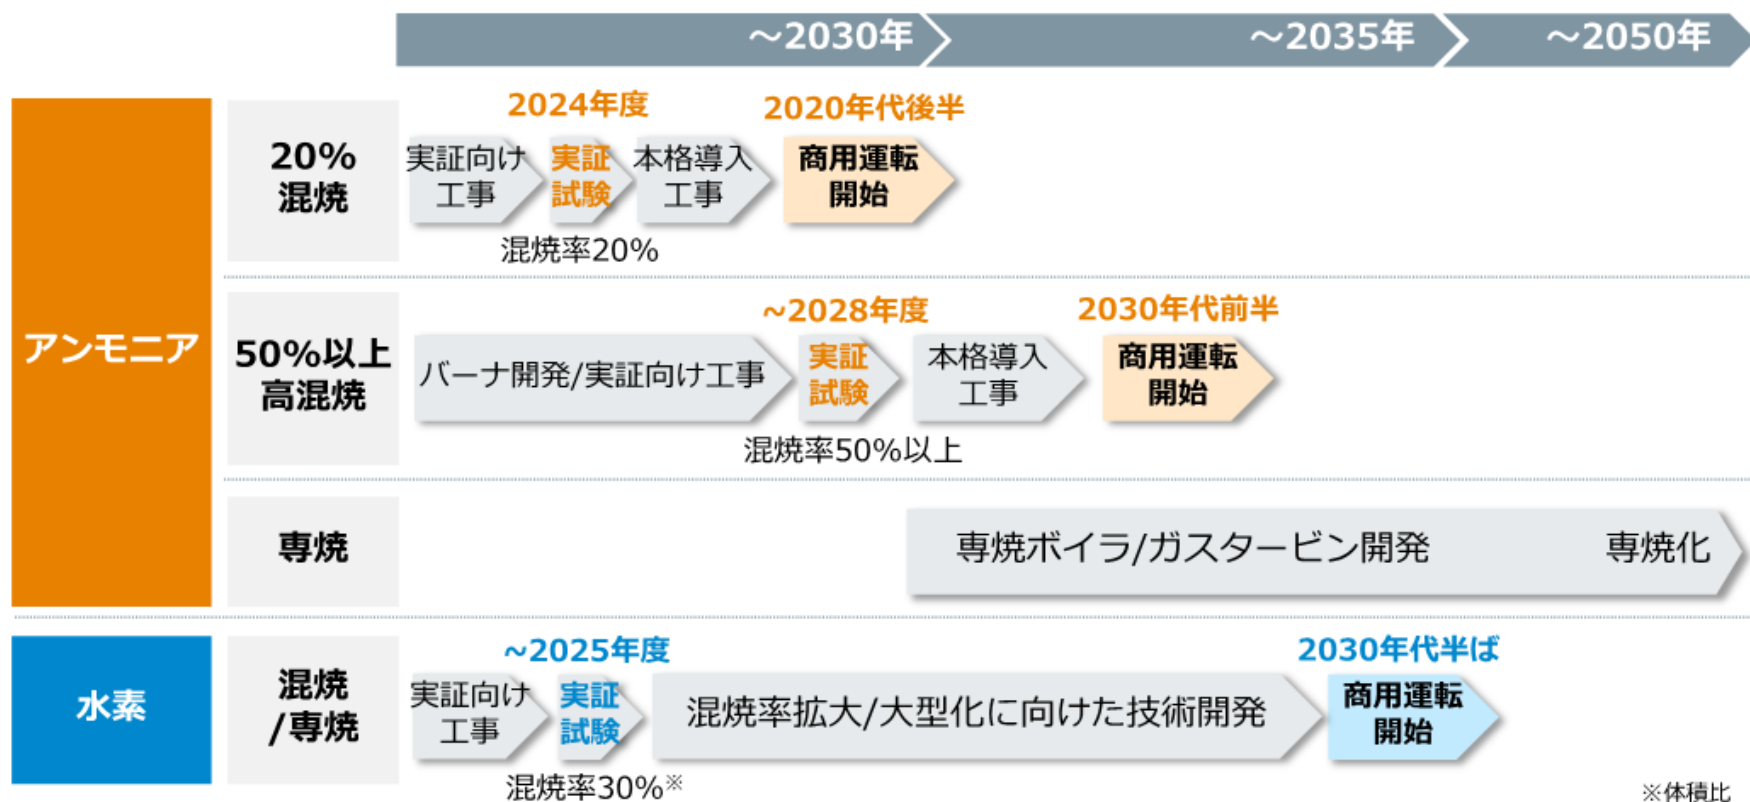 ～2030年
～2035年
～2050年
アンモニア
20%
混焼
2024年度
2020年代後半
実証向け
工事
実証
試験
本格導入
工事
商用運転
開始
混焼率20%
50%以上
高混焼
~2028年度
2030年代前半
バーナ開発/実証向け工事
実証
試験
本格導入
工事
商用運転
開始
混焼率50%以上
専焼
専焼ボイラ/ガスタービン開発
専焼化
水素
混焼
/専焼
~2025年度
2030年代半ば
実証向け
工事
実証
試験
混焼率拡大/大型化に向けた技術開発
商用運転
開始
混焼率30%※
※体積比